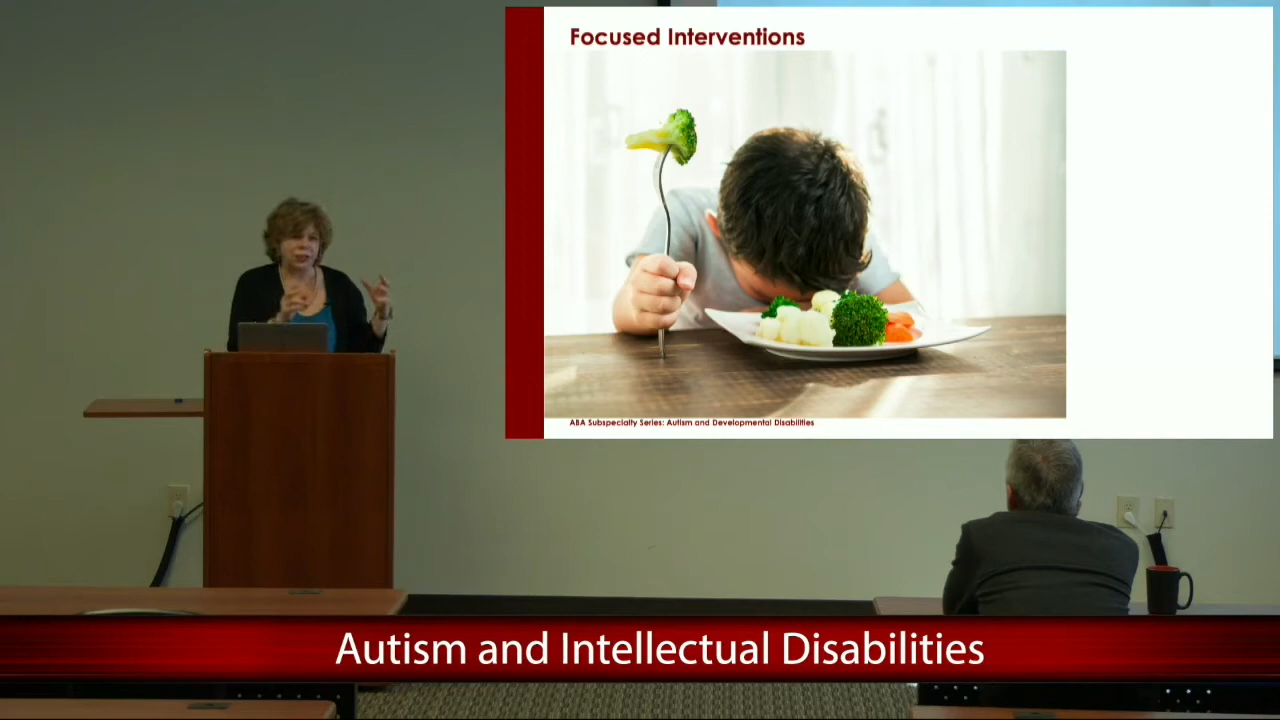 Focused Interventions
ABA Subspecialty Series: Autism and Developmental Disabilities
Autism and Intellectual Disabilities